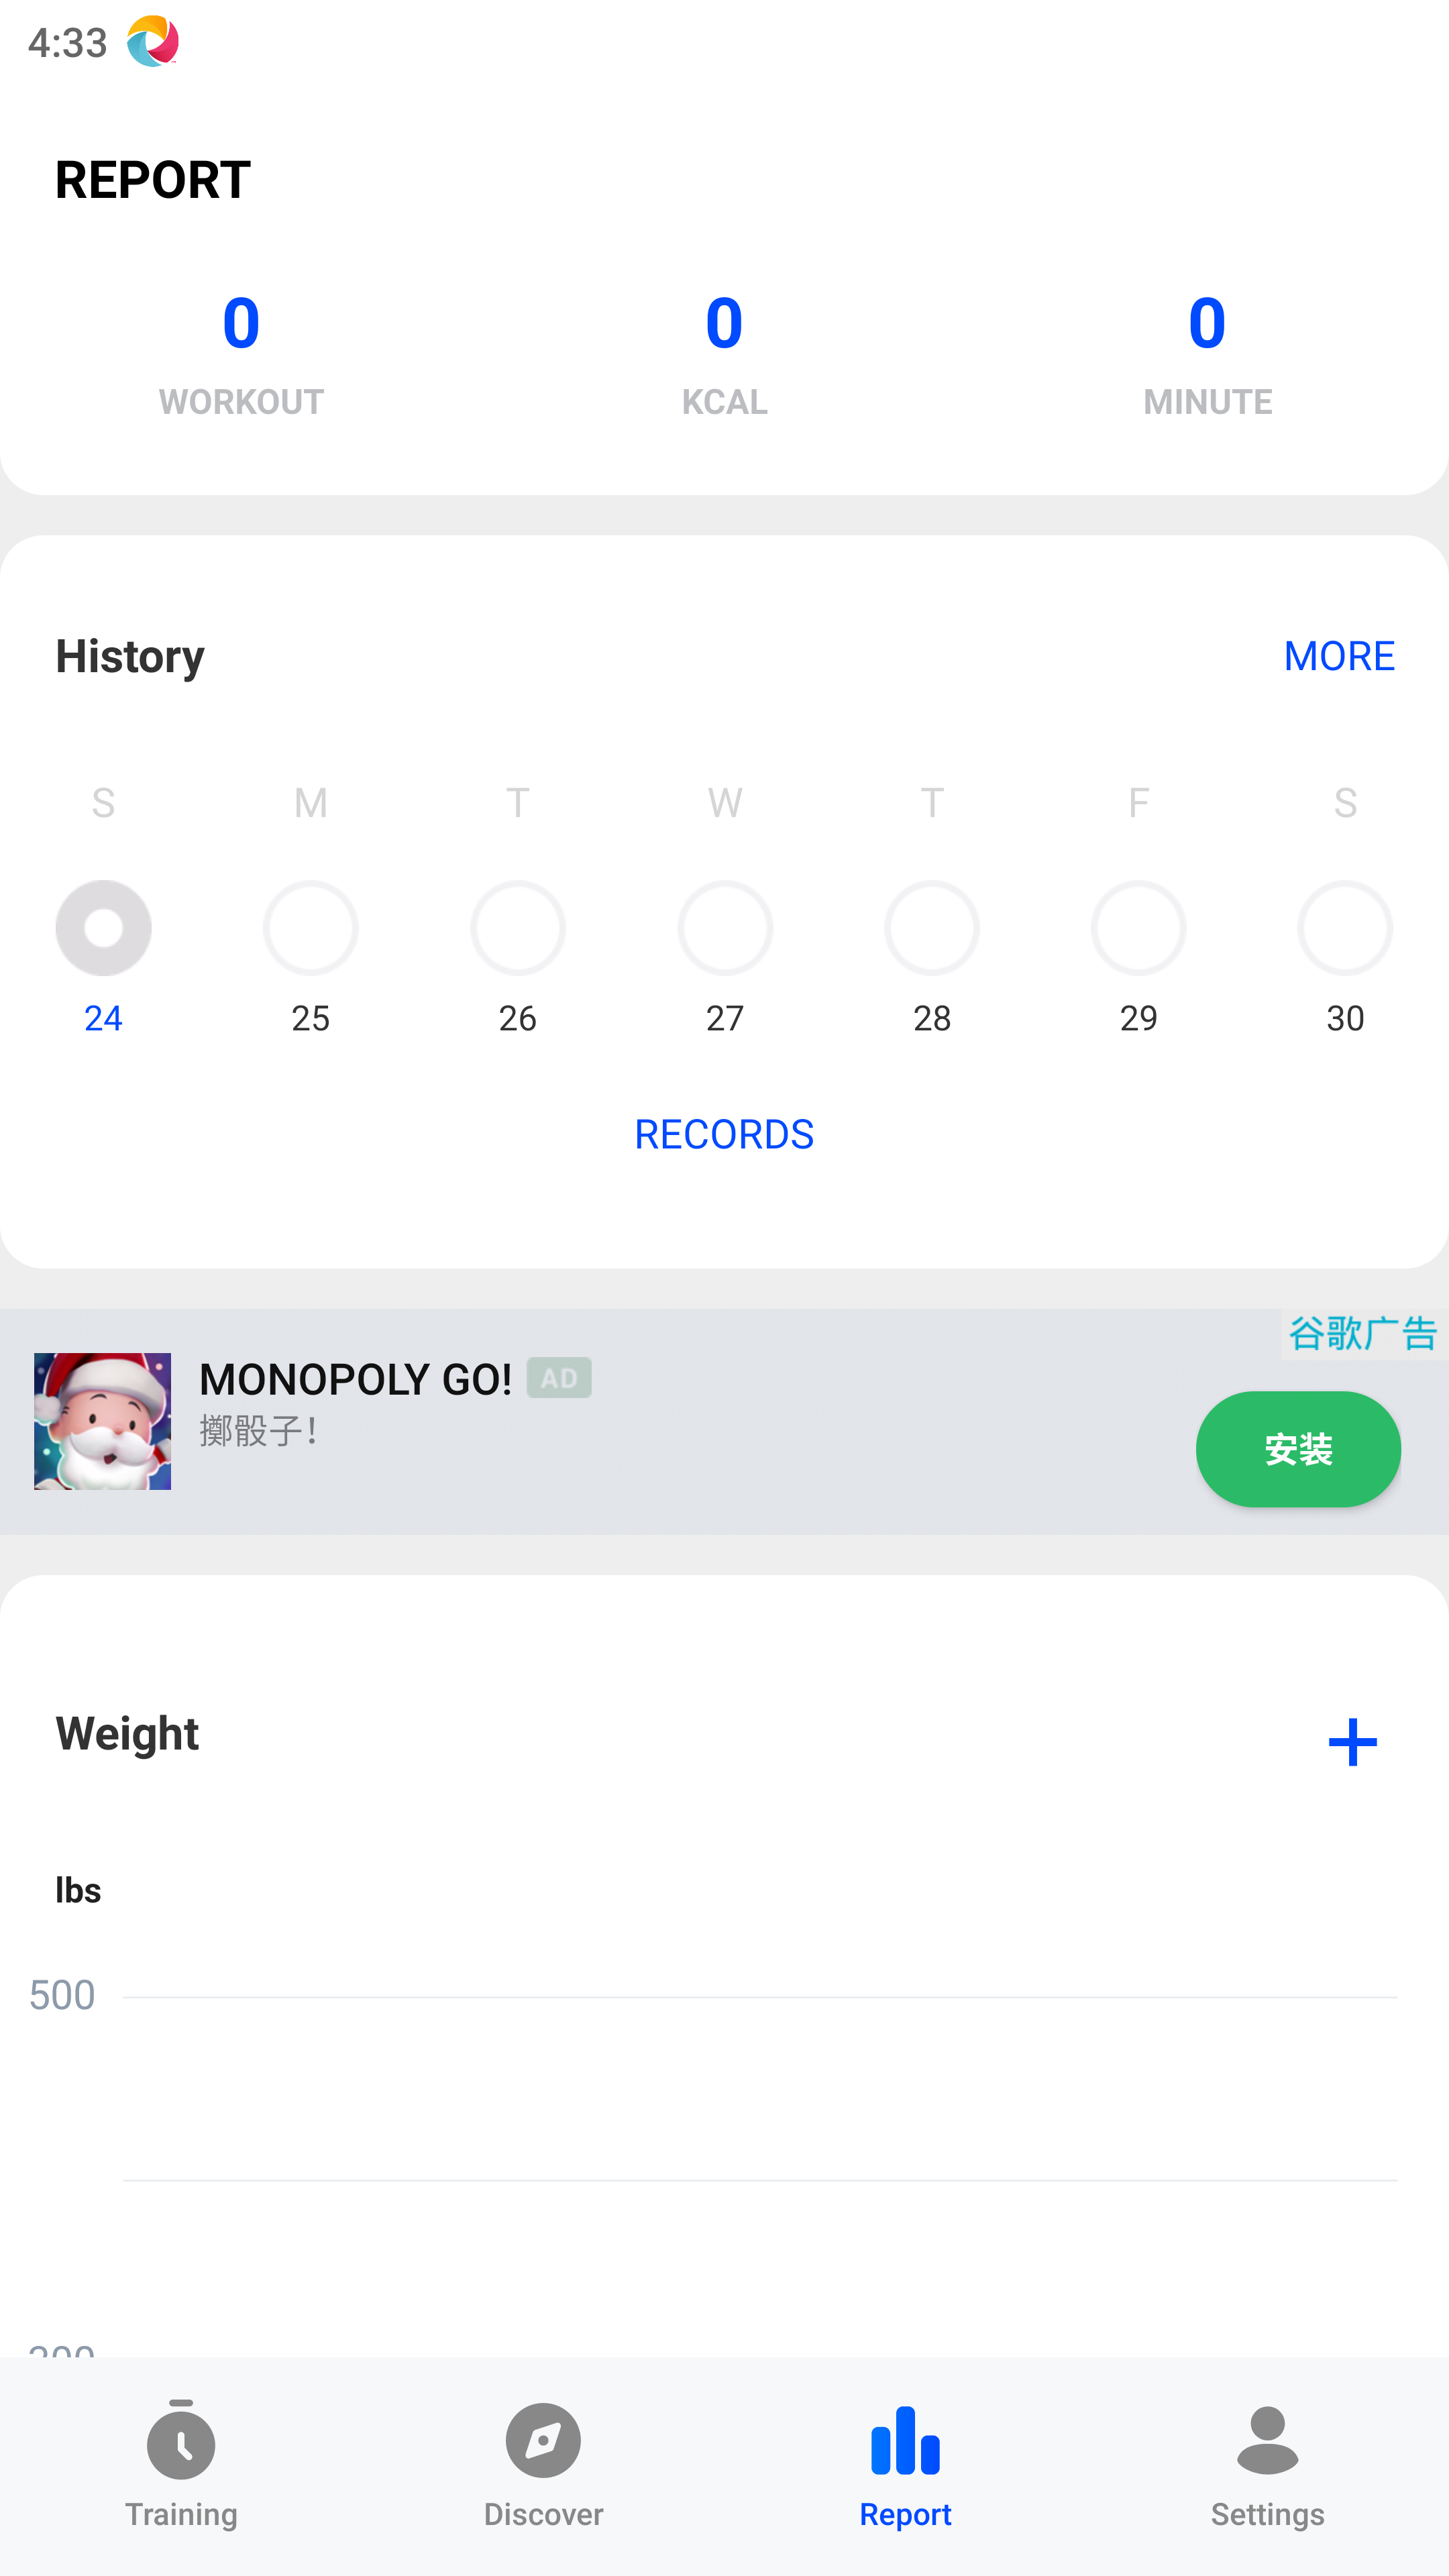 4:33
REPORT
0 0 0
WORKOUT KCAL MINUTE
History MORE
S M T W T F S
24 25 26 27 28 29 30
RECORDS
谷歌广告
MONOPOLY GO! AD
擲骰子！
安装
Weight
lbs
500
Training Discover Report Settings